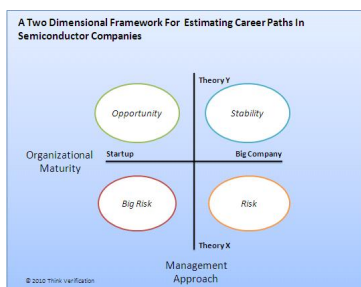 A Two Dimensional Framework For Estimating Career Paths In
Semiconductor Companies
Theory Y
Opportunity
Stability
Organizational
Maturity
Startup
Big Company
Big Risk
Risk
Theory X
Management
Approach
© 2010 Think Verification